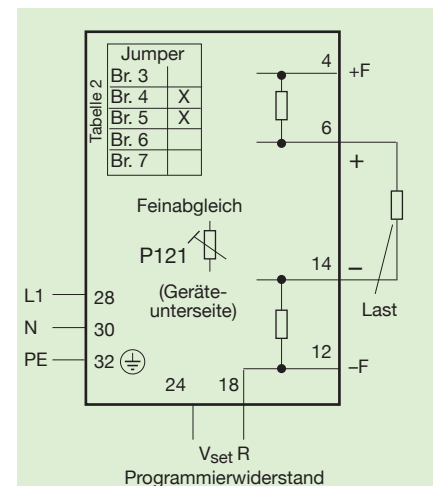 Jumper
Tabelle 2
Br. 3
Br. 4 X
Br. 5 X
Br. 6
Br. 7
4 +F
6
+
Feinabgleich
P121
(Geräte-
unterseite)
14 –
Last
L1 28
N 30
PE 32
12 –F
24 18
Vset R
Programmierwiderstand